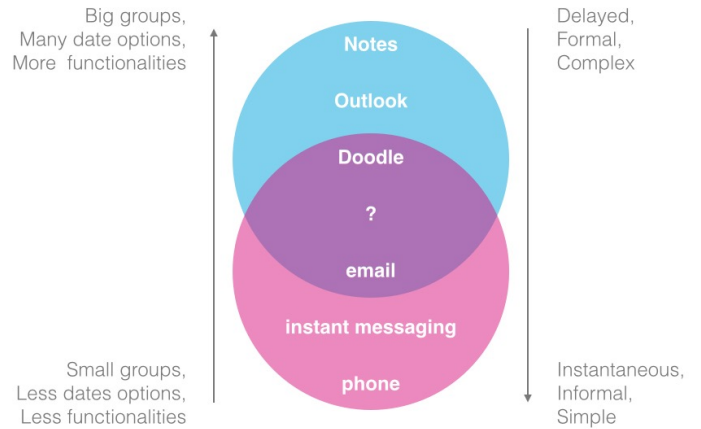 Big groups,
Many date options,
More functionalities
Delayed,
Formal,
Complex
Notes
Outlook
Doodle
?
email
instant messaging
phone
Small groups,
Less dates options,
Less functionalities
Instantaneous,
Informal,
Simple